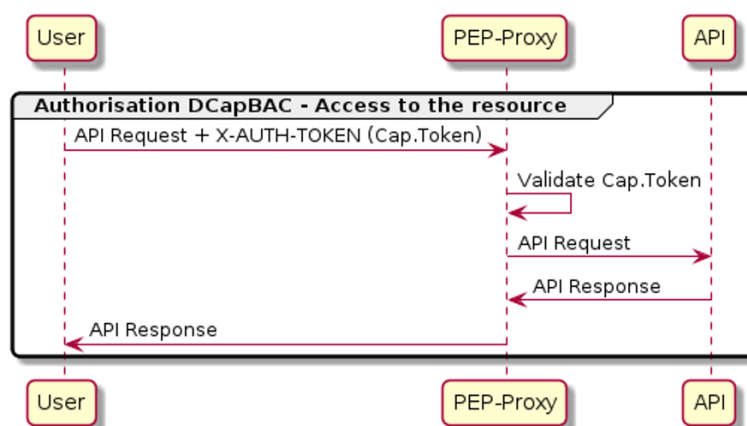 User PEP-Proxy API
Authorisation DCapBAC - Access to the resource
API Request + X-AUTH-TOKEN (Cap.Token)
Validate Cap.Token
API Request
API Response
API Response
User PEP-Proxy API